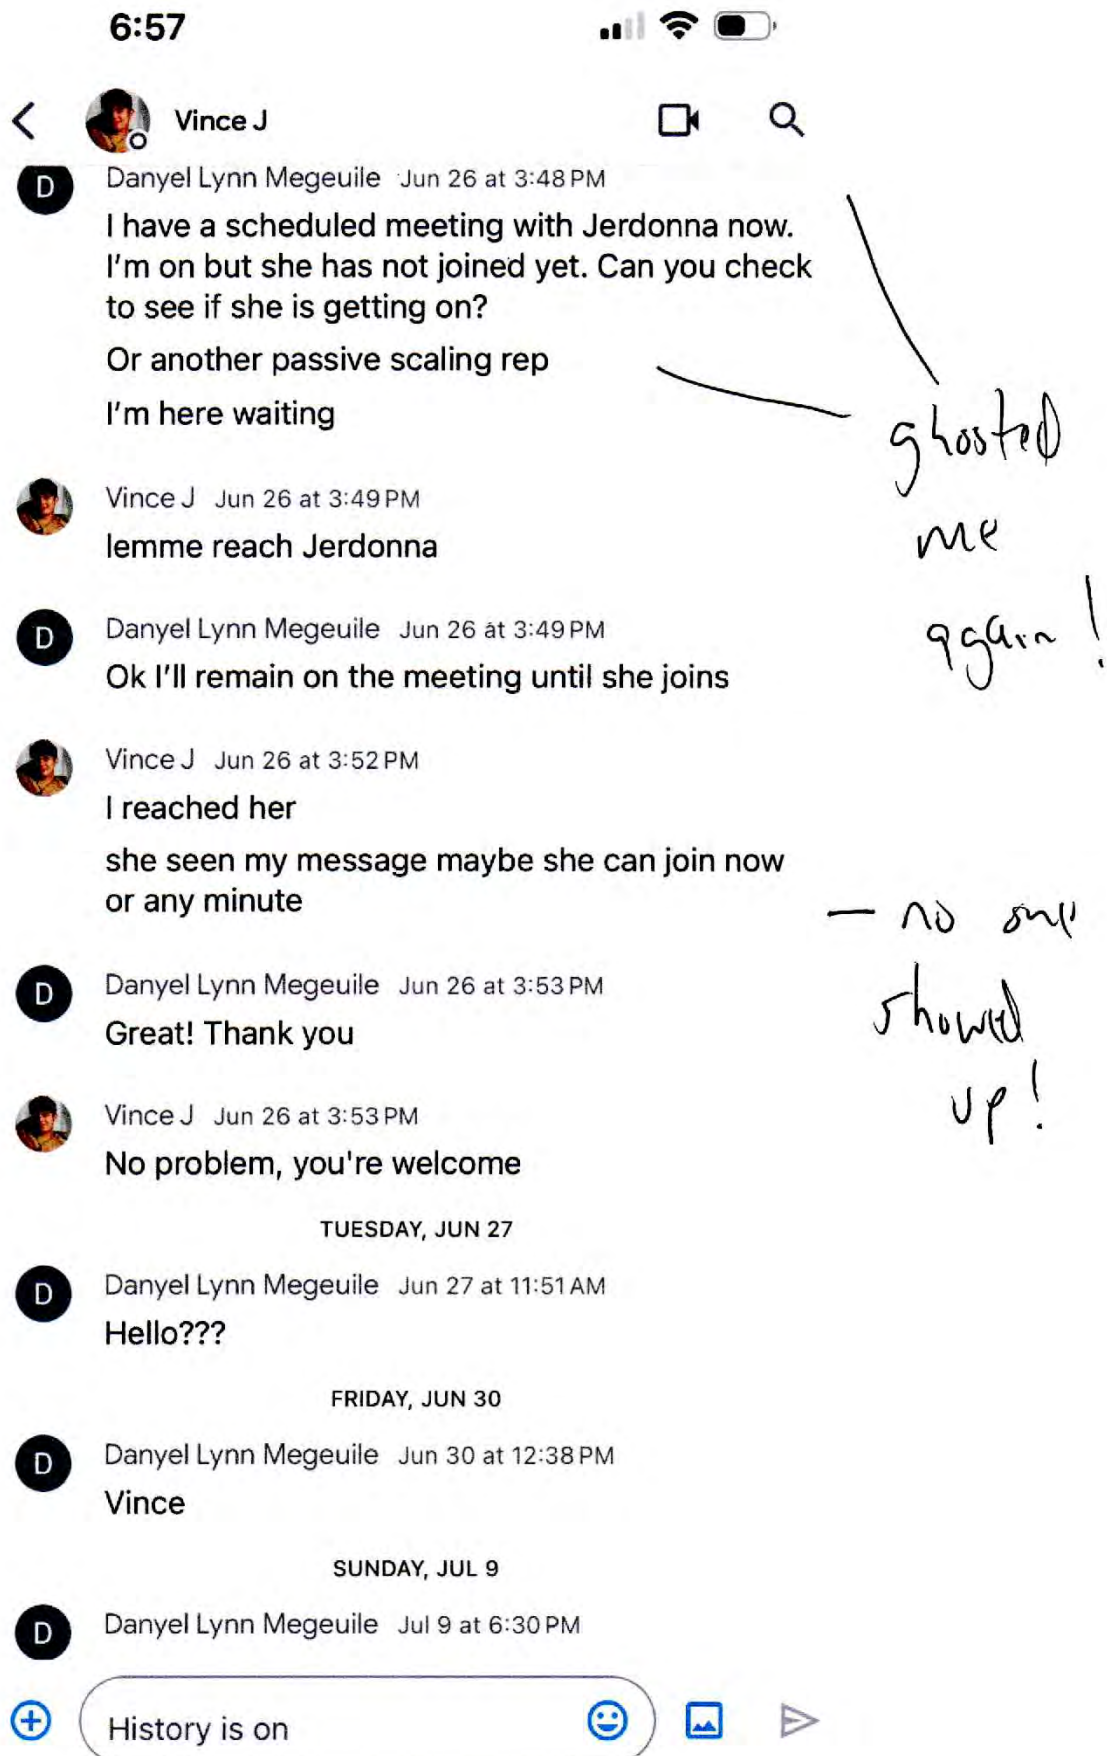 6:57
Vince J
D
Danyel Lynn Megeuile Jun 26 at 3:48 PM
I have a scheduled meeting with Jerdonna now.
I'm on but she has not joined yet. Can you check
to see if she is getting on?
Or another passive scaling rep
I'm here waiting
ghosted
me
again!
Vince J Jun 26 at 3:49 PM
lemme reach Jerdonna
D
Danyel Lynn Megeuile Jun 26 at 3:49 PM
Ok I'll remain on the meeting until she joins
Vince J Jun 26 at 3:52 PM
I reached her
she seen my message maybe she can join now
or any minute
— no one
showed
up!
D
Danyel Lynn Megeuile Jun 26 at 3:53 PM
Great! Thank you
Vince J Jun 26 at 3:53 PM
No problem, you're welcome
TUESDAY, JUN 27
D
Danyel Lynn Megeuile Jun 27 at 11:51 AM
Hello???
FRIDAY, JUN 30
D
Danyel Lynn Megeuile Jun 30 at 12:38 PM
Vince
SUNDAY, JUL 9
D
Danyel Lynn Megeuile Jul 9 at 6:30 PM
History is on